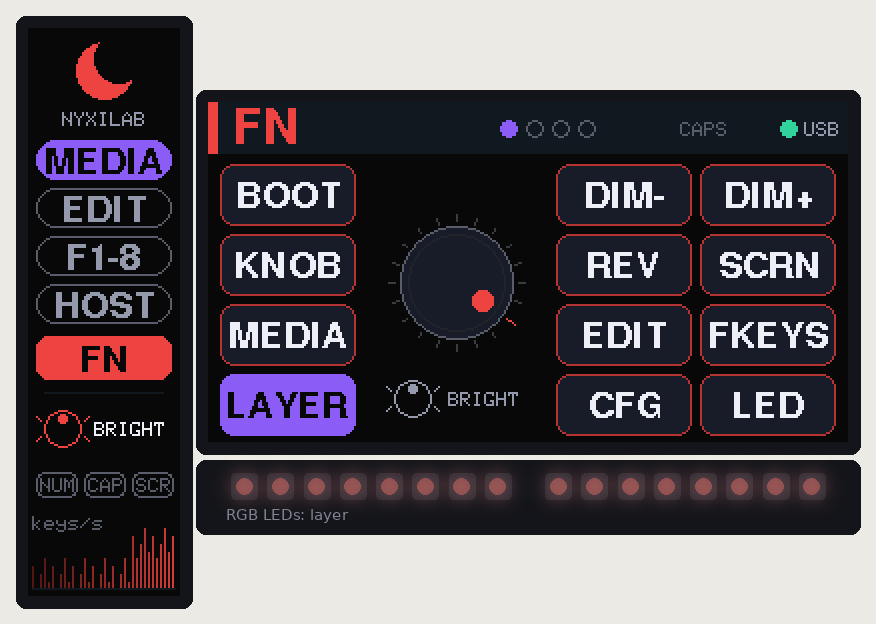 NYXILAB
MEDIA
EDIT
F1-8
HOST
FN
BRIGHT
NUM CAP SCR
keys/s
FN CAPS USB
BOOT DIM- DIM+
KNOB REV SCRN
MEDIA EDIT FKEYS
LAYER BRIGHT CFG LED
RGB LEDs: layer